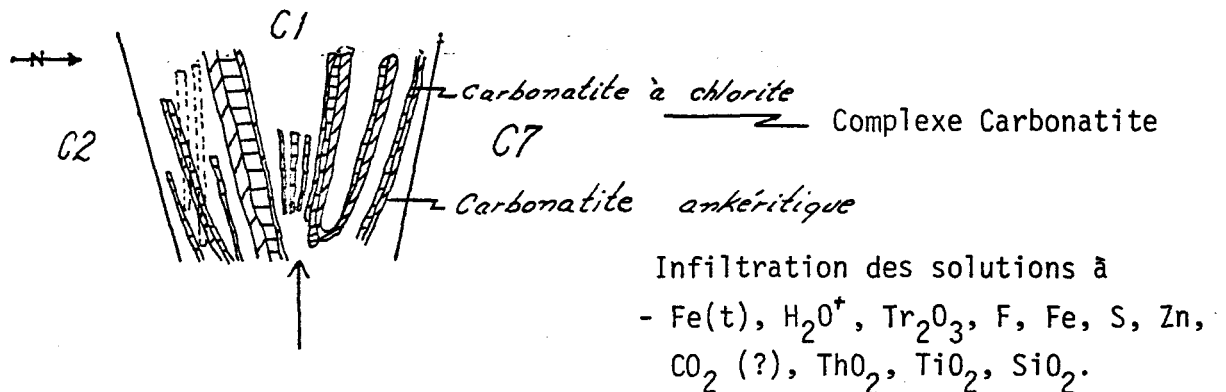 C1
N
Carbonatite à chlorite
Complexe Carbonatite
C2
C7
Carbonatite ankéritique
Infiltration des solutions à
- Fe(t), H₂O⁺, Tr₂O₃, F, Fe, S, Zn,
CO₂ (?), ThO₂, TiO₂, SiO₂.